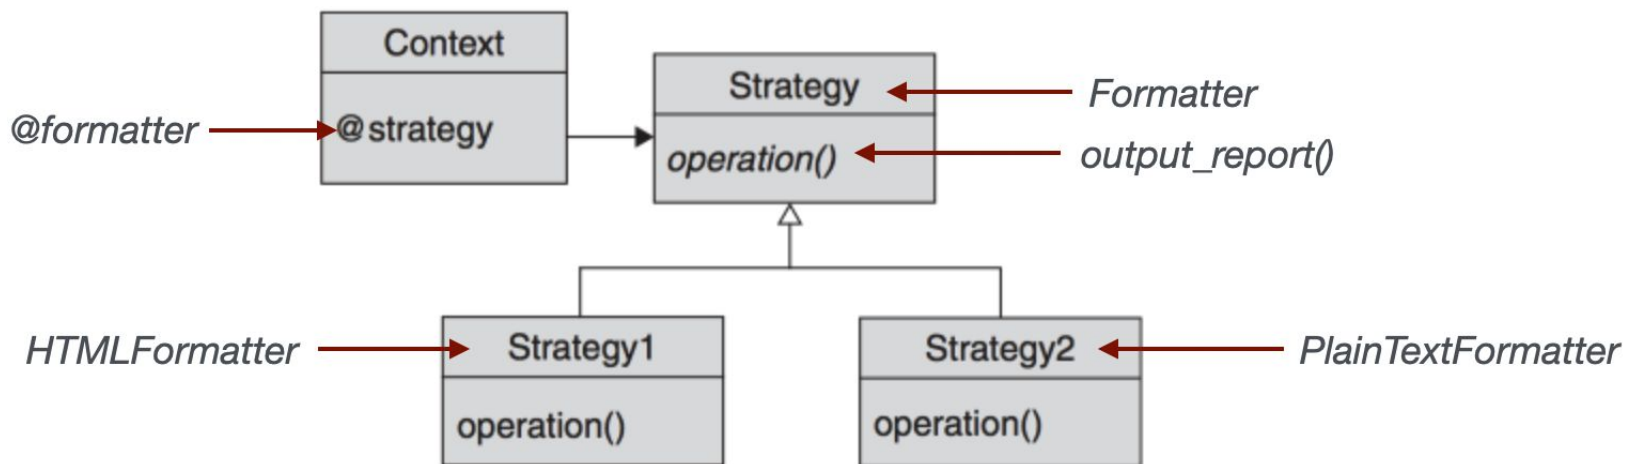 Context
@strategy
@formatter
Strategy
operation()
Formatter
output_report()
Strategy1
operation()
HTMLFormatter
Strategy2
operation()
PlainTextFormatter